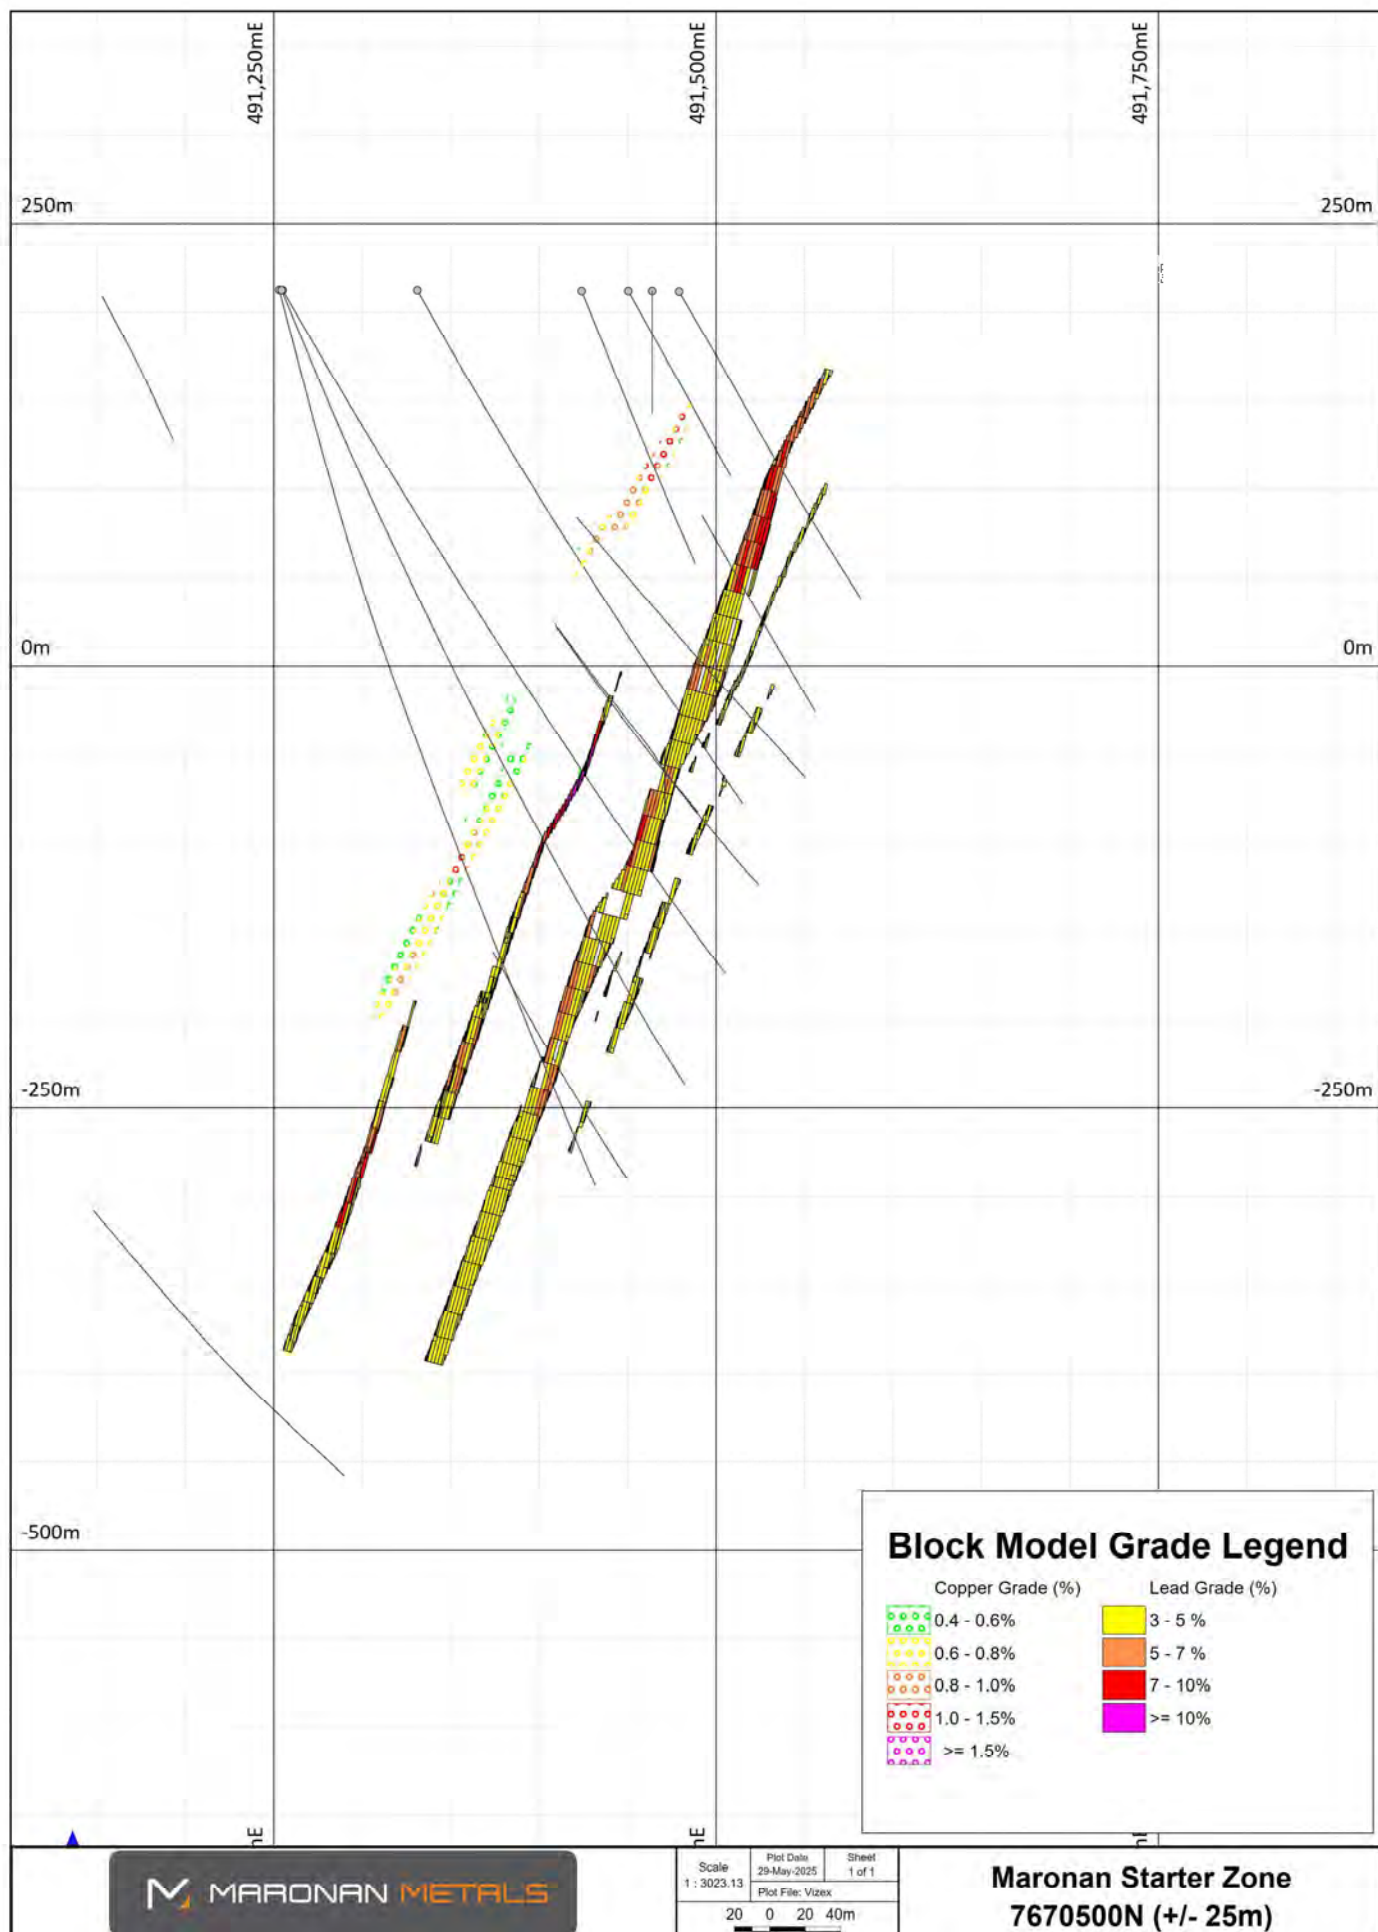 491,250mE
491,500mE
491,750mE
250m
250m
0m
0m
-250m
-250m
-500m
Block Model Grade Legend
Copper Grade (%)
Lead Grade (%)
0.4 - 0.6%
3 - 5 %
0.6 - 0.8%
5 - 7 %
0.8 - 1.0%
7 - 10%
1.0 - 1.5%
>= 10%
>= 1.5%
MARONAN METALS
Scale
1 : 3023.13
Plot Date
29-May-2025
Sheet
1 of 1
Plot File: Vizex
20 0 20 40m
Maronan Starter Zone
7670500N (+/- 25m)